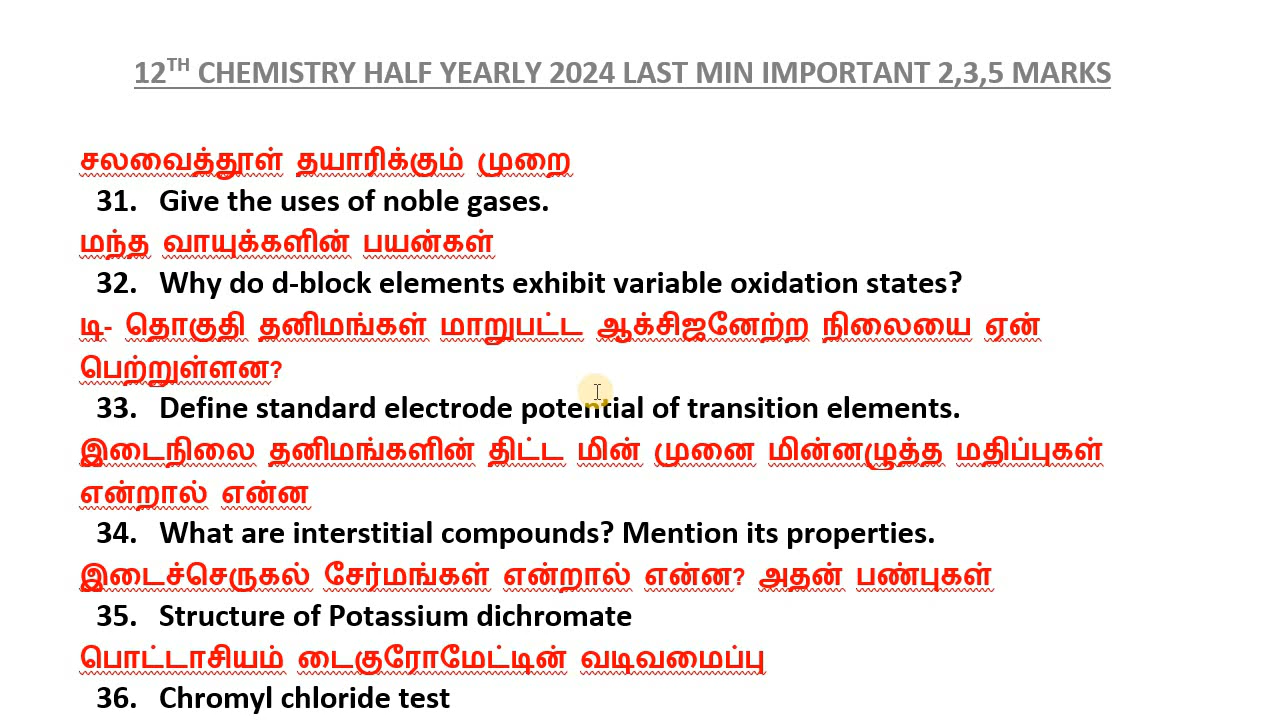 12TH CHEMISTRY HALF YEARLY 2024 LAST MIN IMPORTANT 2,3,5 MARKS
சலவைத்தூள் தயாரிக்கும் முறை
31. Give the uses of noble gases.
மந்த வாயுக்களின் பயன்கள்
32. Why do d-block elements exhibit variable oxidation states?
டி- தொகுதி தனிமங்கள் மாறுபட்ட ஆக்சிஜனேற்ற நிலையை ஏன்
பெற்றுள்ளன?
33. Define standard electrode potential of transition elements.
இடைநிலை தனிமங்களின் திட்ட மின் முனை மின்னழுத்த மதிப்புகள்
என்றால் என்ன
34. What are interstitial compounds? Mention its properties.
இடைச்செருகல் சேர்மங்கள் என்றால் என்ன? அதன் பண்புகள்
35. Structure of Potassium dichromate
பொட்டாசியம் டைகுரோமேட்டின் வடிவமைப்பு
36. Chromyl chloride test